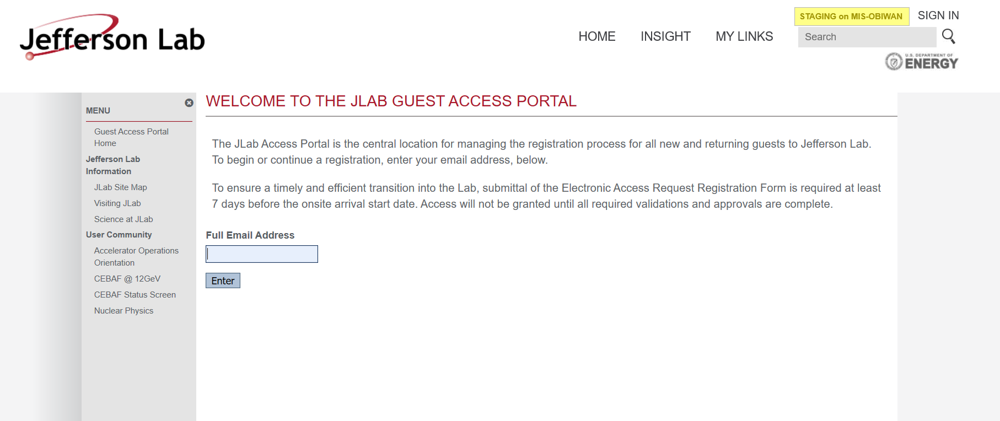 Jefferson Lab
HOME
INSIGHT
MY LINKS
STAGING on MIS-OBIWAN
SIGN IN
Search
U.S. DEPARTMENT OF
ENERGY
MENU
Guest Access Portal
Home
Jefferson Lab
Information
JLab Site Map
Visiting JLab
Science at JLab
User Community
Accelerator Operations
Orientation
CEBAF @ 12GeV
CEBAF Status Screen
Nuclear Physics
WELCOME TO THE JLAB GUEST ACCESS PORTAL
The JLab Access Portal is the central location for managing the registration process for all new and returning guests to Jefferson Lab.
To begin or continue a registration, enter your email address, below.
To ensure a timely and efficient transition into the Lab, submittal of the Electronic Access Request Registration Form is required at least
7 days before the onsite arrival start date. Access will not be granted until all required validations and approvals are complete.
Full Email Address
Enter